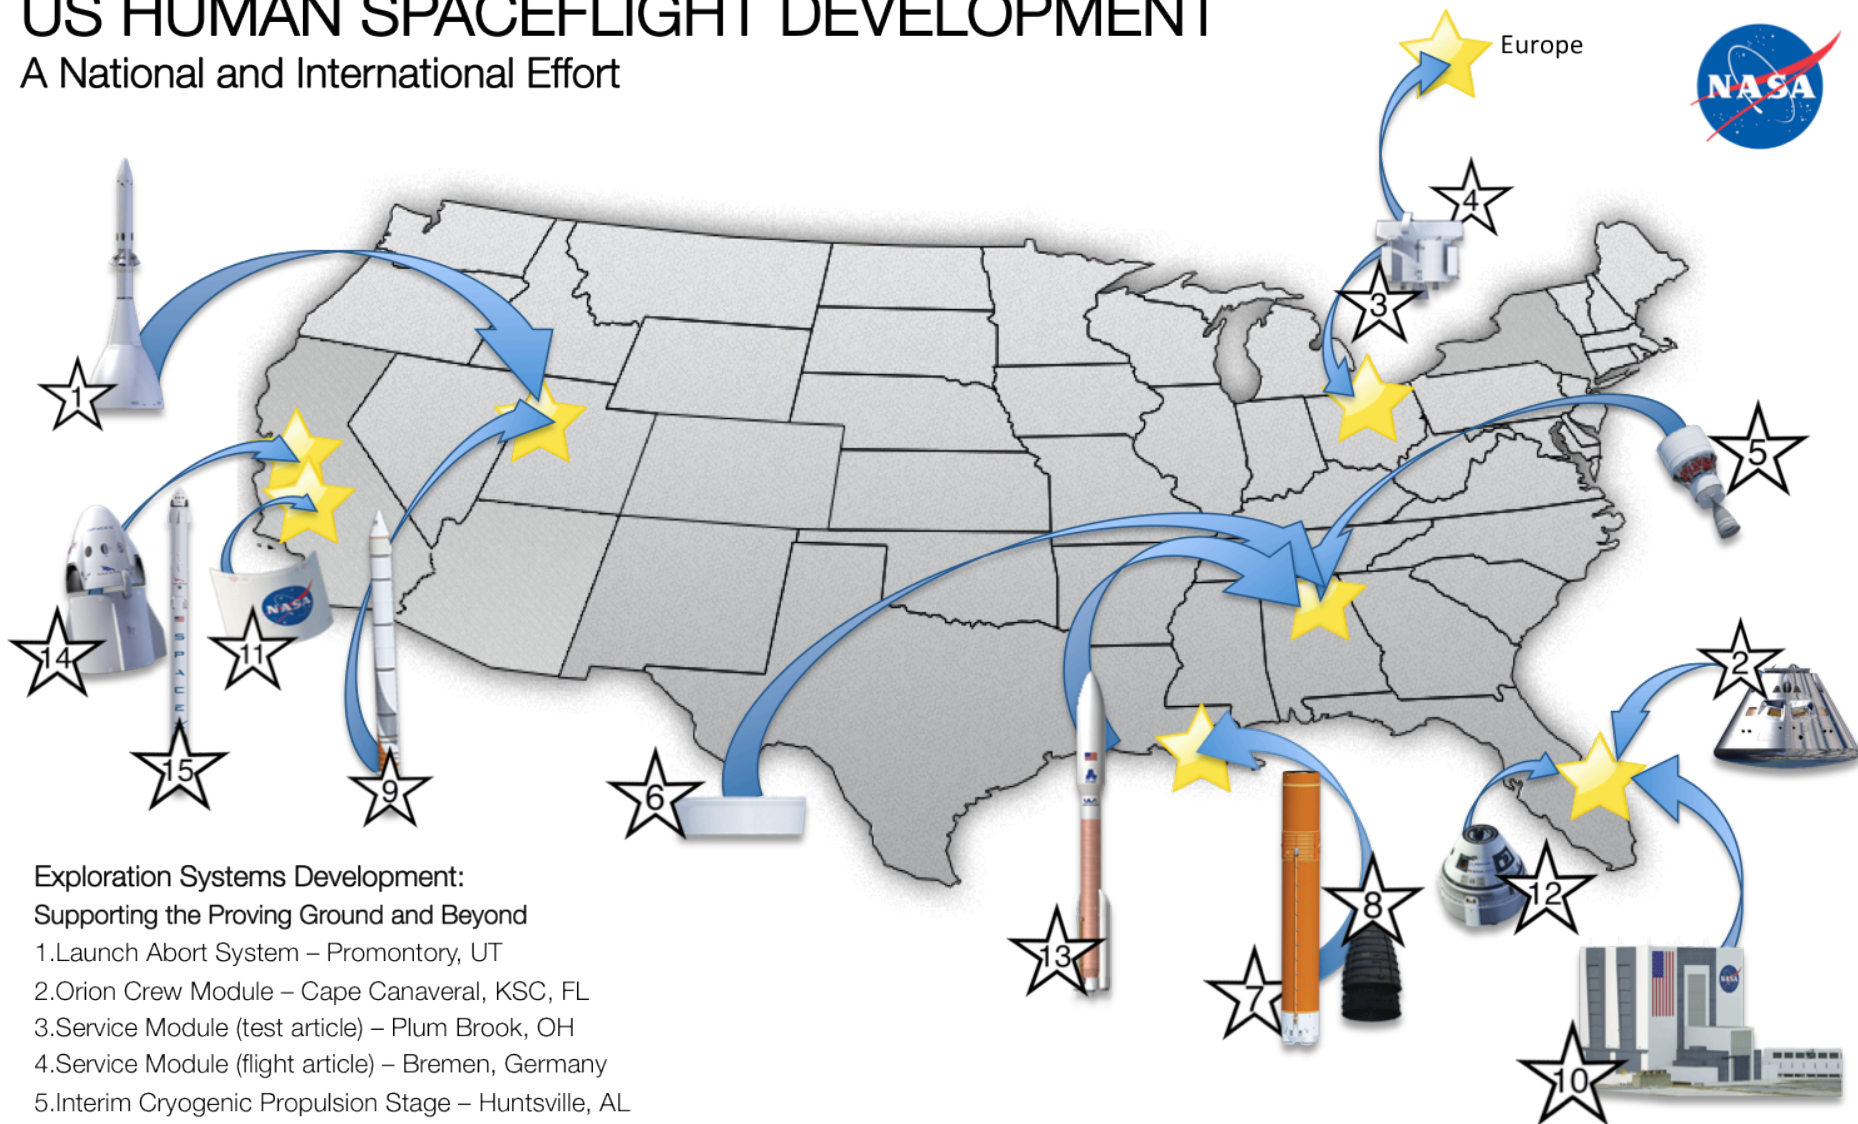 US HUMAN SPACEFLIGHT DEVELOPMENT
A National and International Effort
Europe
NASA
4
3
1
5
14
11
NASA
SPACE
15
9
6
2
13
7
8
12
10
Exploration Systems Development:
Supporting the Proving Ground and Beyond
1.Launch Abort System – Promontory, UT
2.Orion Crew Module – Cape Canaveral, KSC, FL
3.Service Module (test article) – Plum Brook, OH
4.Service Module (flight article) – Bremen, Germany
5.Interim Cryogenic Propulsion Stage – Huntsville, AL